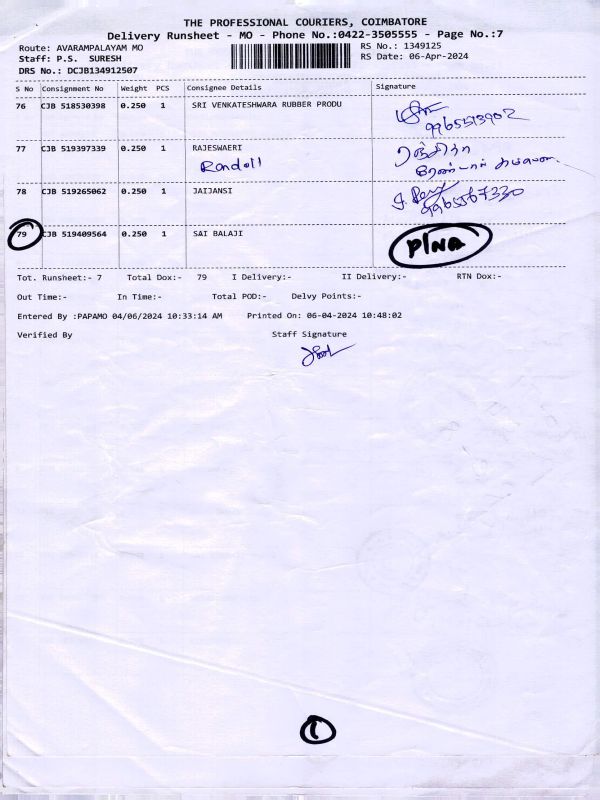 THE PROFESSIONAL COURIERS, COIMBATORE
Delivery Runsheet - MO - Phone No.:0422-3505555 - Page No.:7
Route: AVARAMPALAYAM MO RS No.: 1349125
Staff: P.S. SURESH RS Date: 06-Apr-2024
DRS No.: DCJB134912507
S No Consignment No Weight PCS Consignee Details Signature
76 CJB 518530398 0.250 1 SRI VENKATESHWARA RUBBER PRODU
9965513902
77 CJB 519397339 0.250 1 RAJESWAERI
Randall
78 CJB 519265062 0.250 1 JAIJANSI
9965567330
79 CJB 519409564 0.250 1 SAI BALAJI P/NA
Tot. Runsheet:- 7 Total Dox:- 79 I Delivery:- II Delivery:- RTN Dox:-
Out Time:- In Time:- Total POD:- Delvy Points:-
Entered By :PAPAMO 04/06/2024 10:33:14 AM Printed On: 06-04-2024 10:48:02
Verified By Staff Signature
1